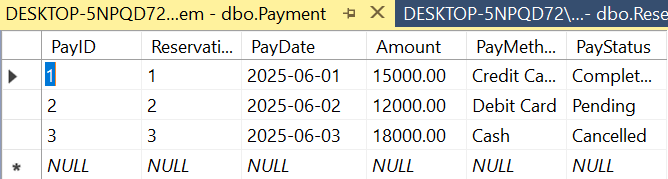 DESKTOP-5NPQD72...em - dbo.Payment DESKTOP-5NPQD72\...- dbo.Rese
PayID Reservati... PayDate Amount PayMeth... PayStatus
1 1 2025-06-01 15000.00 Credit Ca... Complet...
2 2 2025-06-02 12000.00 Debit Card Pending
3 3 2025-06-03 18000.00 Cash Cancelled
NULL NULL NULL NULL NULL NULL